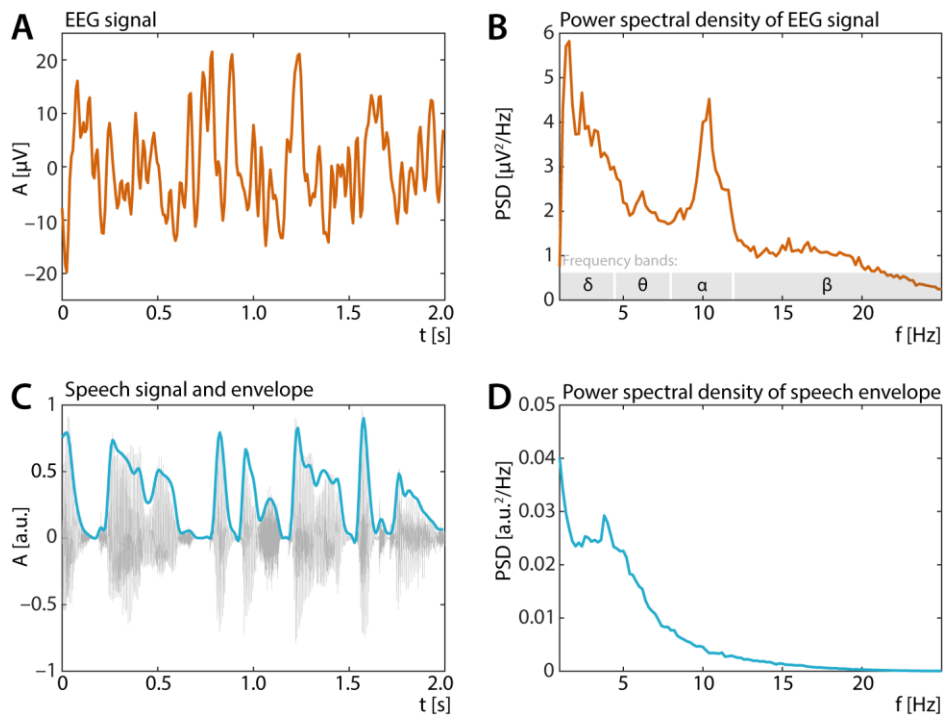 A EEG signal
20
10
0
−10
−20
A [µV]
0 0.5 1.0 1.5 2.0
t [s]
B Power spectral density of EEG signal
6
5
4
3
2
1
0
PSD [µV²/Hz]
Frequency bands:
δ θ α β
5 10 15 20
f [Hz]
C Speech signal and envelope
1
0.5
0
−0.5
−1
A [a.u.]
0 0.5 1.0 1.5 2.0
t [s]
D Power spectral density of speech envelope
0.05
0.04
0.03
0.02
0.01
0
PSD [a.u.²/Hz]
5 10 15 20
f [Hz]